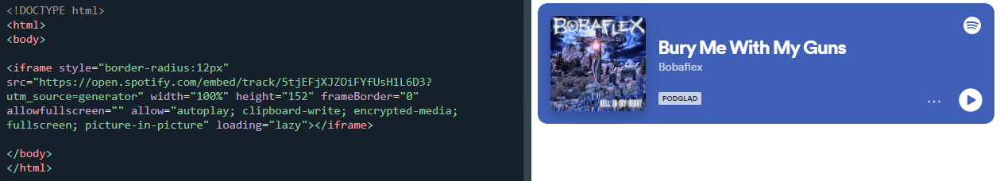 <!DOCTYPE html>
<html>
<body>
<iframe style="border-radius:12px"
src="https://open.spotify.com/embed/track/5tjEFjXJZOiFYfUsH1L6D3?
utm_source=generator" width="100%" height="152" frameBorder="0"
allowfullscreen="" allow="autoplay; clipboard-write; encrypted-media;
fullscreen; picture-in-picture" loading="lazy"></iframe>
</body>
</html>
BOBAFLEX
HELL IN MY HEART
Bury Me With My Guns
Bobaflex
PODGLĄD